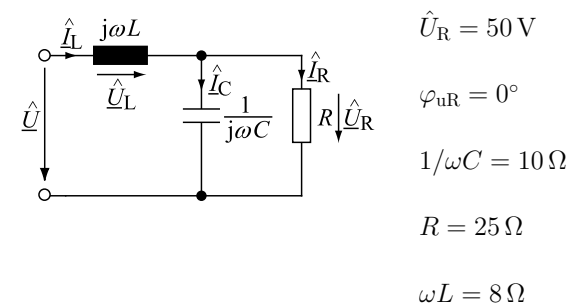 jωL
Î_L
Û_L
Û
Î_C
1/jωC
Î_R
R
Û_R
Û_R = 50 V
φ_uR = 0°
1/ωC = 10 Ω
R = 25 Ω
ωL = 8 Ω